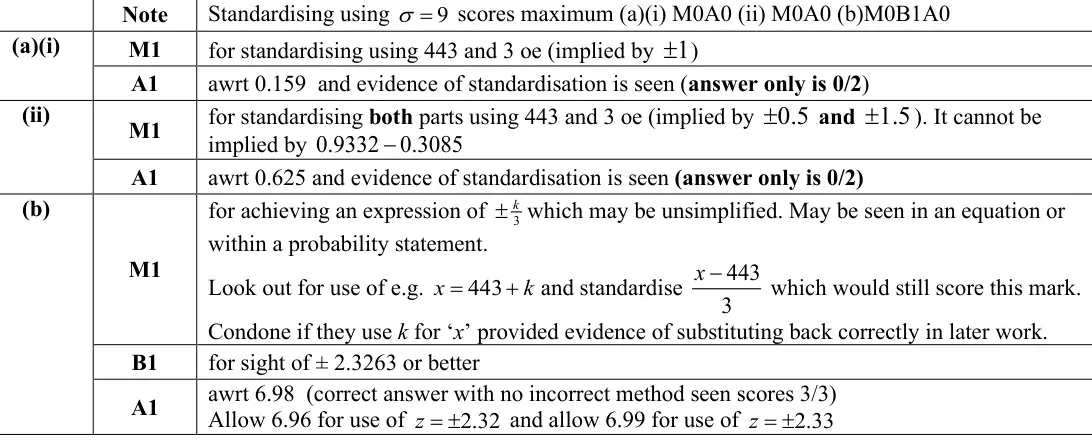 Note Standardising using σ = 9 scores maximum (a)(i) M0A0 (ii) M0A0 (b)M0B1A0
(a)(i) M1 for standardising using 443 and 3 oe (implied by ±1)
A1 awrt 0.159 and evidence of standardisation is seen (answer only is 0/2)
(ii) M1 for standardising both parts using 443 and 3 oe (implied by ±0.5 and ±1.5). It cannot be
implied by 0.9332 − 0.3085
A1 awrt 0.625 and evidence of standardisation is seen (answer only is 0/2)
(b) M1 for achieving an expression of ± k/3 which may be unsimplified. May be seen in an equation or
within a probability statement.
Look out for use of e.g. x = 443 + k and standardise (x − 443)/3 which would still score this mark.
Condone if they use k for ‘x’ provided evidence of substituting back correctly in later work.
B1 for sight of ± 2.3263 or better
A1 awrt 6.98 (correct answer with no incorrect method seen scores 3/3)
Allow 6.96 for use of z = ±2.32 and allow 6.99 for use of z = ±2.33